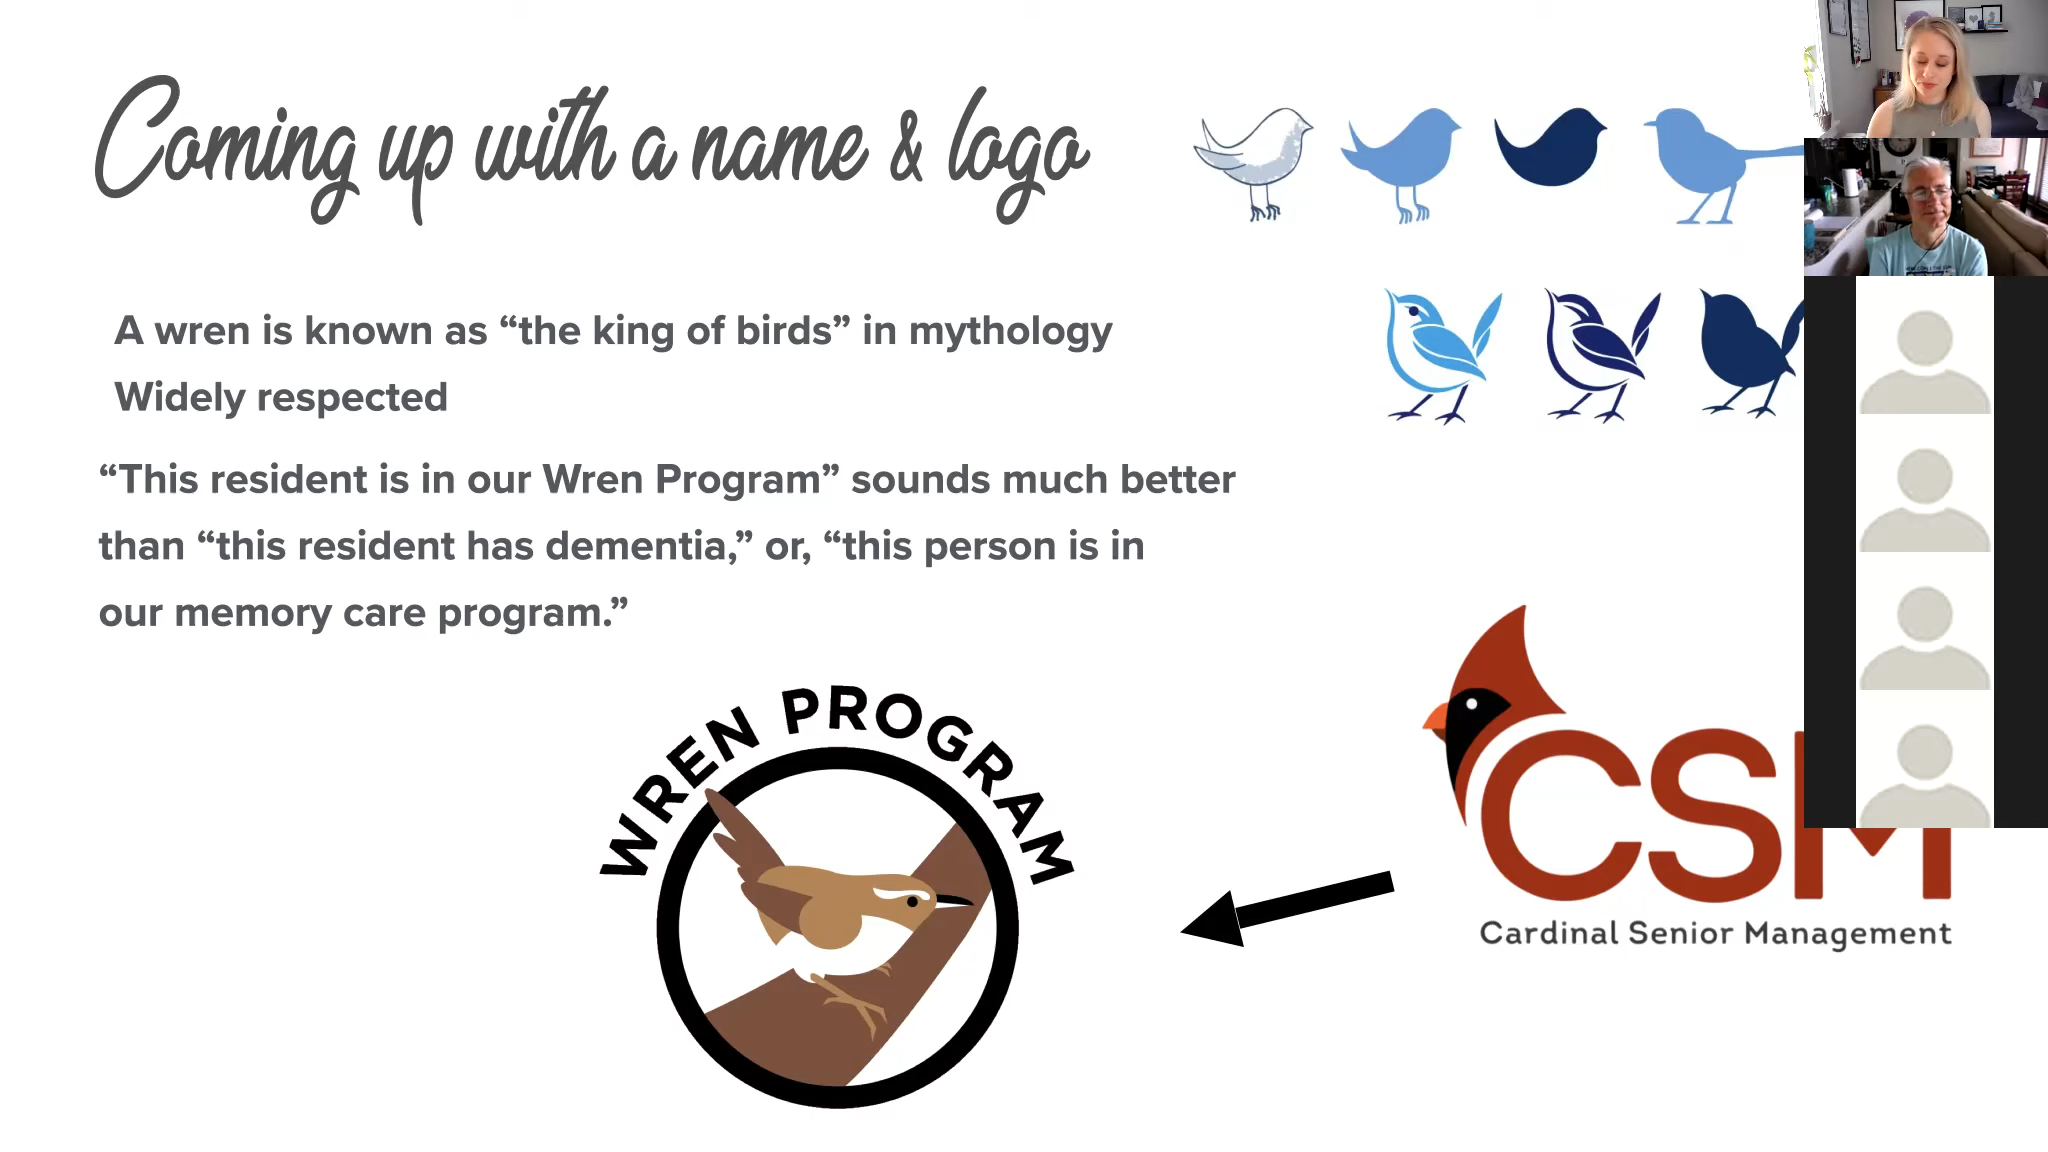 Coming up with a name & logo
A wren is known as “the king of birds” in mythology
Widely respected
“This resident is in our Wren Program” sounds much better
than “this resident has dementia,” or, “this person is in
our memory care program.”
WREN PROGRAM
CSM
Cardinal Senior Management